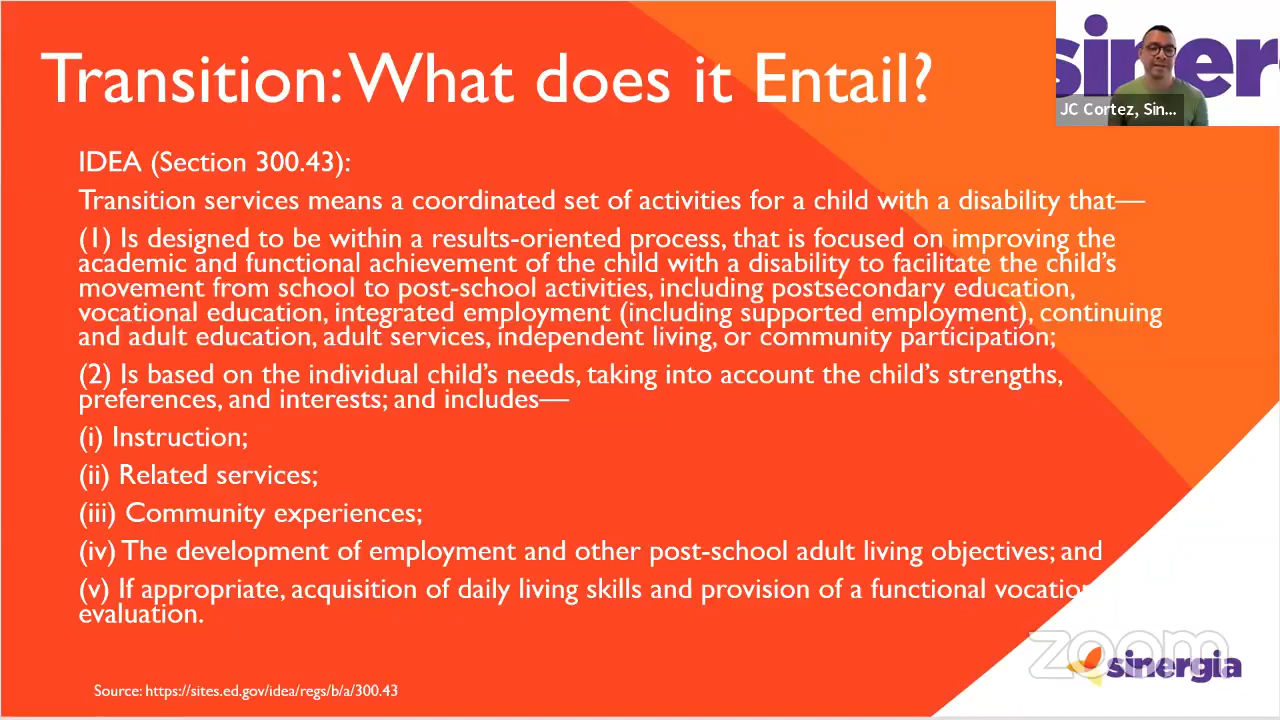 Transition: What does it Entail?
siner
JC Cortez, Sin...
IDEA (Section 300.43):
Transition services means a coordinated set of activities for a child with a disability that—
(1) Is designed to be within a results-oriented process, that is focused on improving the
academic and functional achievement of the child with a disability to facilitate the child's
movement from school to post-school activities, including postsecondary education,
vocational education, integrated employment (including supported employment), continuing
and adult education, adult services, independent living, or community participation;
(2) Is based on the individual child's needs, taking into account the child's strengths,
preferences, and interests; and includes—
(i) Instruction;
(ii) Related services;
(iii) Community experiences;
(iv) The development of employment and other post-school adult living objectives; and
(v) If appropriate, acquisition of daily living skills and provision of a functional vocation
evaluation.
zoom
sinergia
Source: https://sites.ed.gov/idea/regs/b/a/300.43